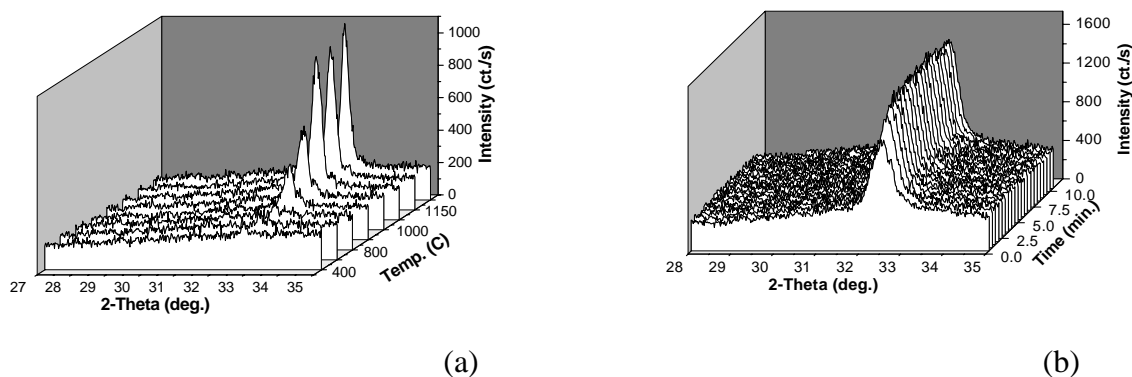 1000
800
600
400
200
0
Intensity (ct./s)
1150
1000
800
400
Temp. (C)
27 28 29 30 31 32 33 34 35
2-Theta (deg.)
(a)
1600
1200
800
400
0
Intensity (ct./s)
10.0
7.5
5.0
2.5
0.0
Time (min.)
28 29 30 31 32 33 34 35
2-Theta (deg.)
(b)